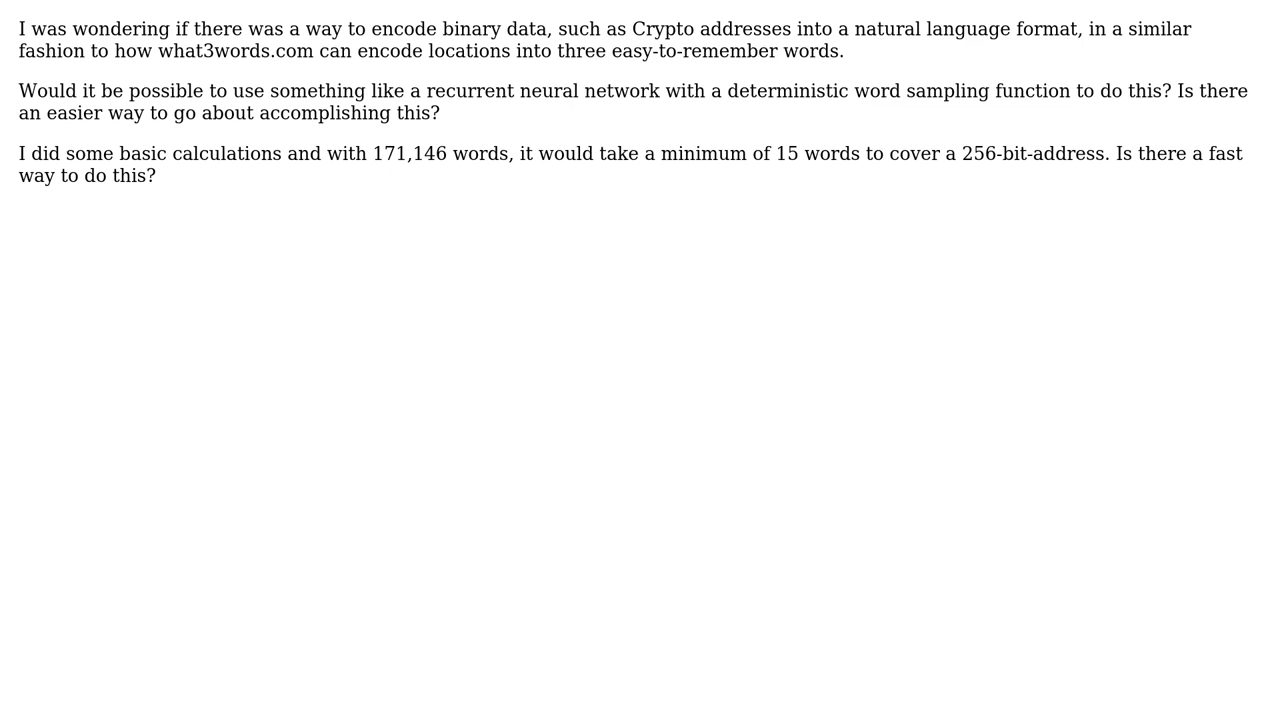 I was wondering if there was a way to encode binary data, such as Crypto addresses into a natural language format, in a similar
fashion to how what3words.com can encode locations into three easy-to-remember words.
Would it be possible to use something like a recurrent neural network with a deterministic word sampling function to do this? Is there
an easier way to go about accomplishing this?
I did some basic calculations and with 171,146 words, it would take a minimum of 15 words to cover a 256-bit-address. Is there a fast
way to do this?